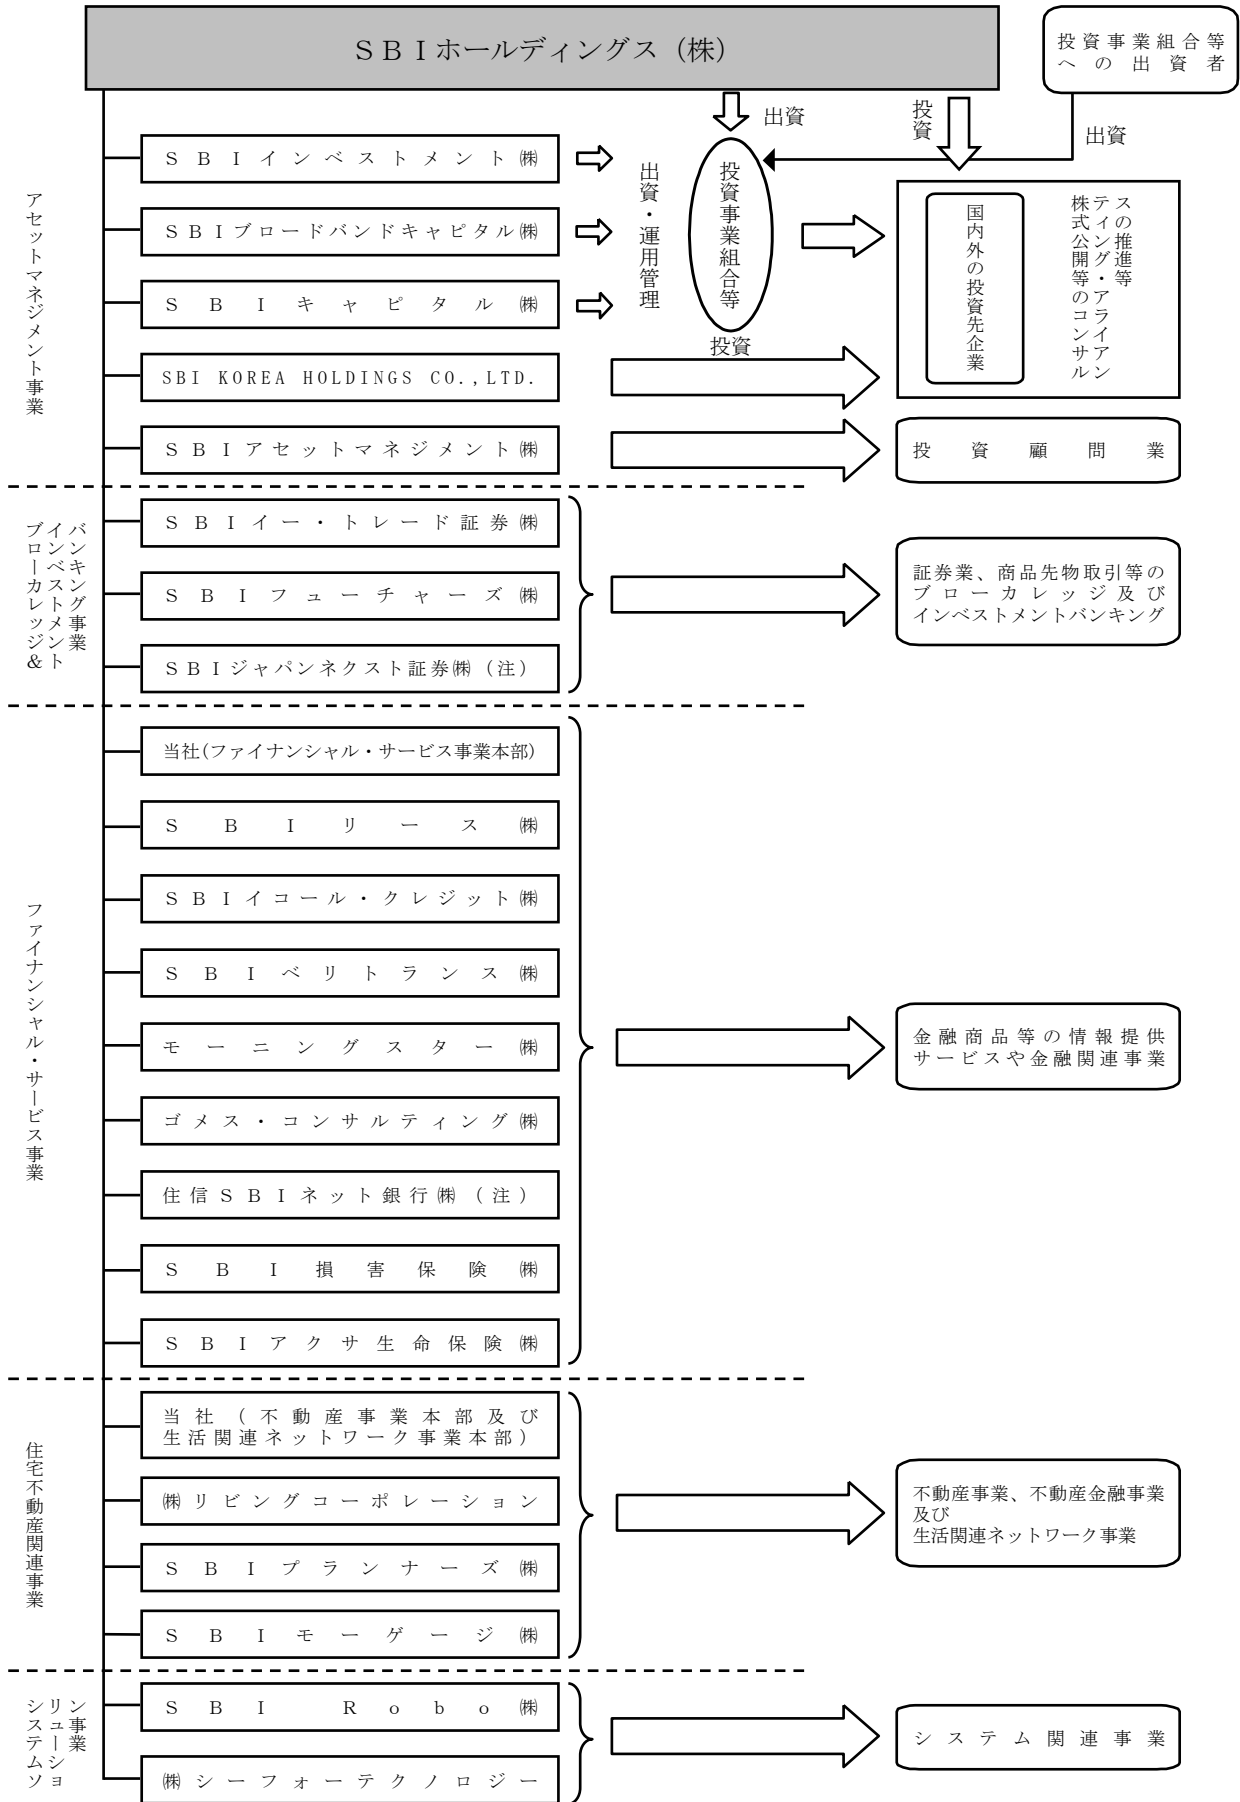 SBIホールディングス（株）
投資事業組合等
への出資者
出資
投資
出資
アセットマネジメント事業
SBIインベストメント㈱
SBIブロードバンドキャピタル㈱
SBIキャピタル㈱
SBI KOREA HOLDINGS CO.,LTD.
SBIアセットマネジメント㈱
出資・運用管理
投資事業組合等
投資
国内外の投資先企業
株式公開等のコンサル
ティング・アライアン
スの推進等
投資顧問業
ブローカレッジ＆
インベストメント
バンキング事業
SBIイー・トレード証券㈱
SBIフューチャーズ㈱
SBIジャパンネクスト証券㈱（注）
証券業、商品先物取引等の
ブローカレッジ及び
インベストメントバンキング
ファイナンシャル・サービス事業
当社(ファイナンシャル・サービス事業本部)
SBIリース㈱
SBIイコール・クレジット㈱
SBIベリトランス㈱
モーニングスター㈱
ゴメス・コンサルティング㈱
住信SBIネット銀行㈱（注）
SBI損害保険㈱
SBIアクサ生命保険㈱
金融商品等の情報提供
サービスや金融関連事業
住宅不動産関連事業
当社（不動産事業本部及び
生活関連ネットワーク事業本部）
㈱リビングコーポレーション
SBIプランナーズ㈱
SBIモーゲージ㈱
不動産事業、不動産金融事業
及び
生活関連ネットワーク事業
システムソ
リューショ
ン事業
SBI Robo㈱
㈱シーフォーテクノロジー
システム関連事業